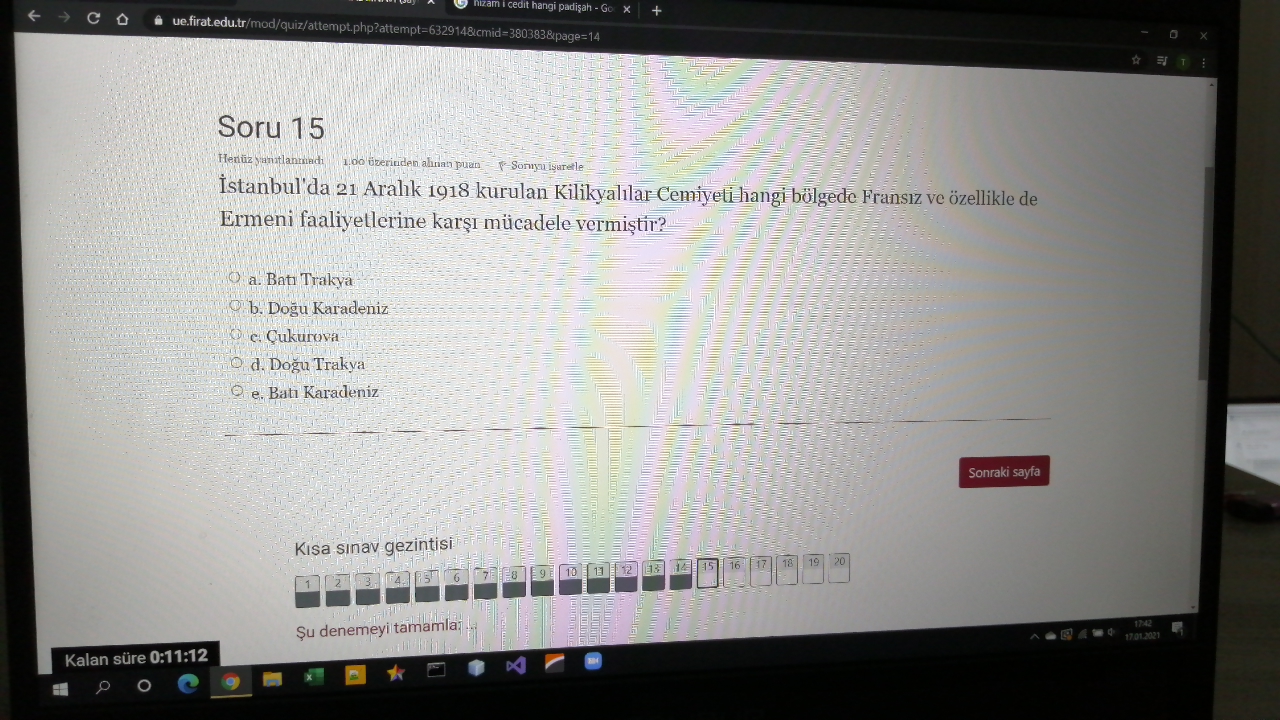 nizam i cedit hangi padişah - Go
ue.firat.edu.tr/mod/quiz/attempt.php?attempt=632914&cmid=380383&page=14
Soru 15
Henüz yanıtlanmadı 1,00 üzerinden alınan puan Soruyu işaretle
İstanbul'da 21 Aralık 1918 kurulan Kilikyalılar Cemiyeti hangi bölgede Fransız ve özellikle de
Ermeni faaliyetlerine karşı mücadele vermiştir?
a. Batı Trakya
b. Doğu Karadeniz
c. Çukurova
d. Doğu Trakya
e. Batı Karadeniz
Sonraki sayfa
Kısa sınav gezintisi
1 2 3 4 5 6 7 8 9 10 11 12 13 14 15 16 17 18 19 20
Şu denemeyi tamamla: ...
Kalan süre 0:11:12
17:42
17.01.2021